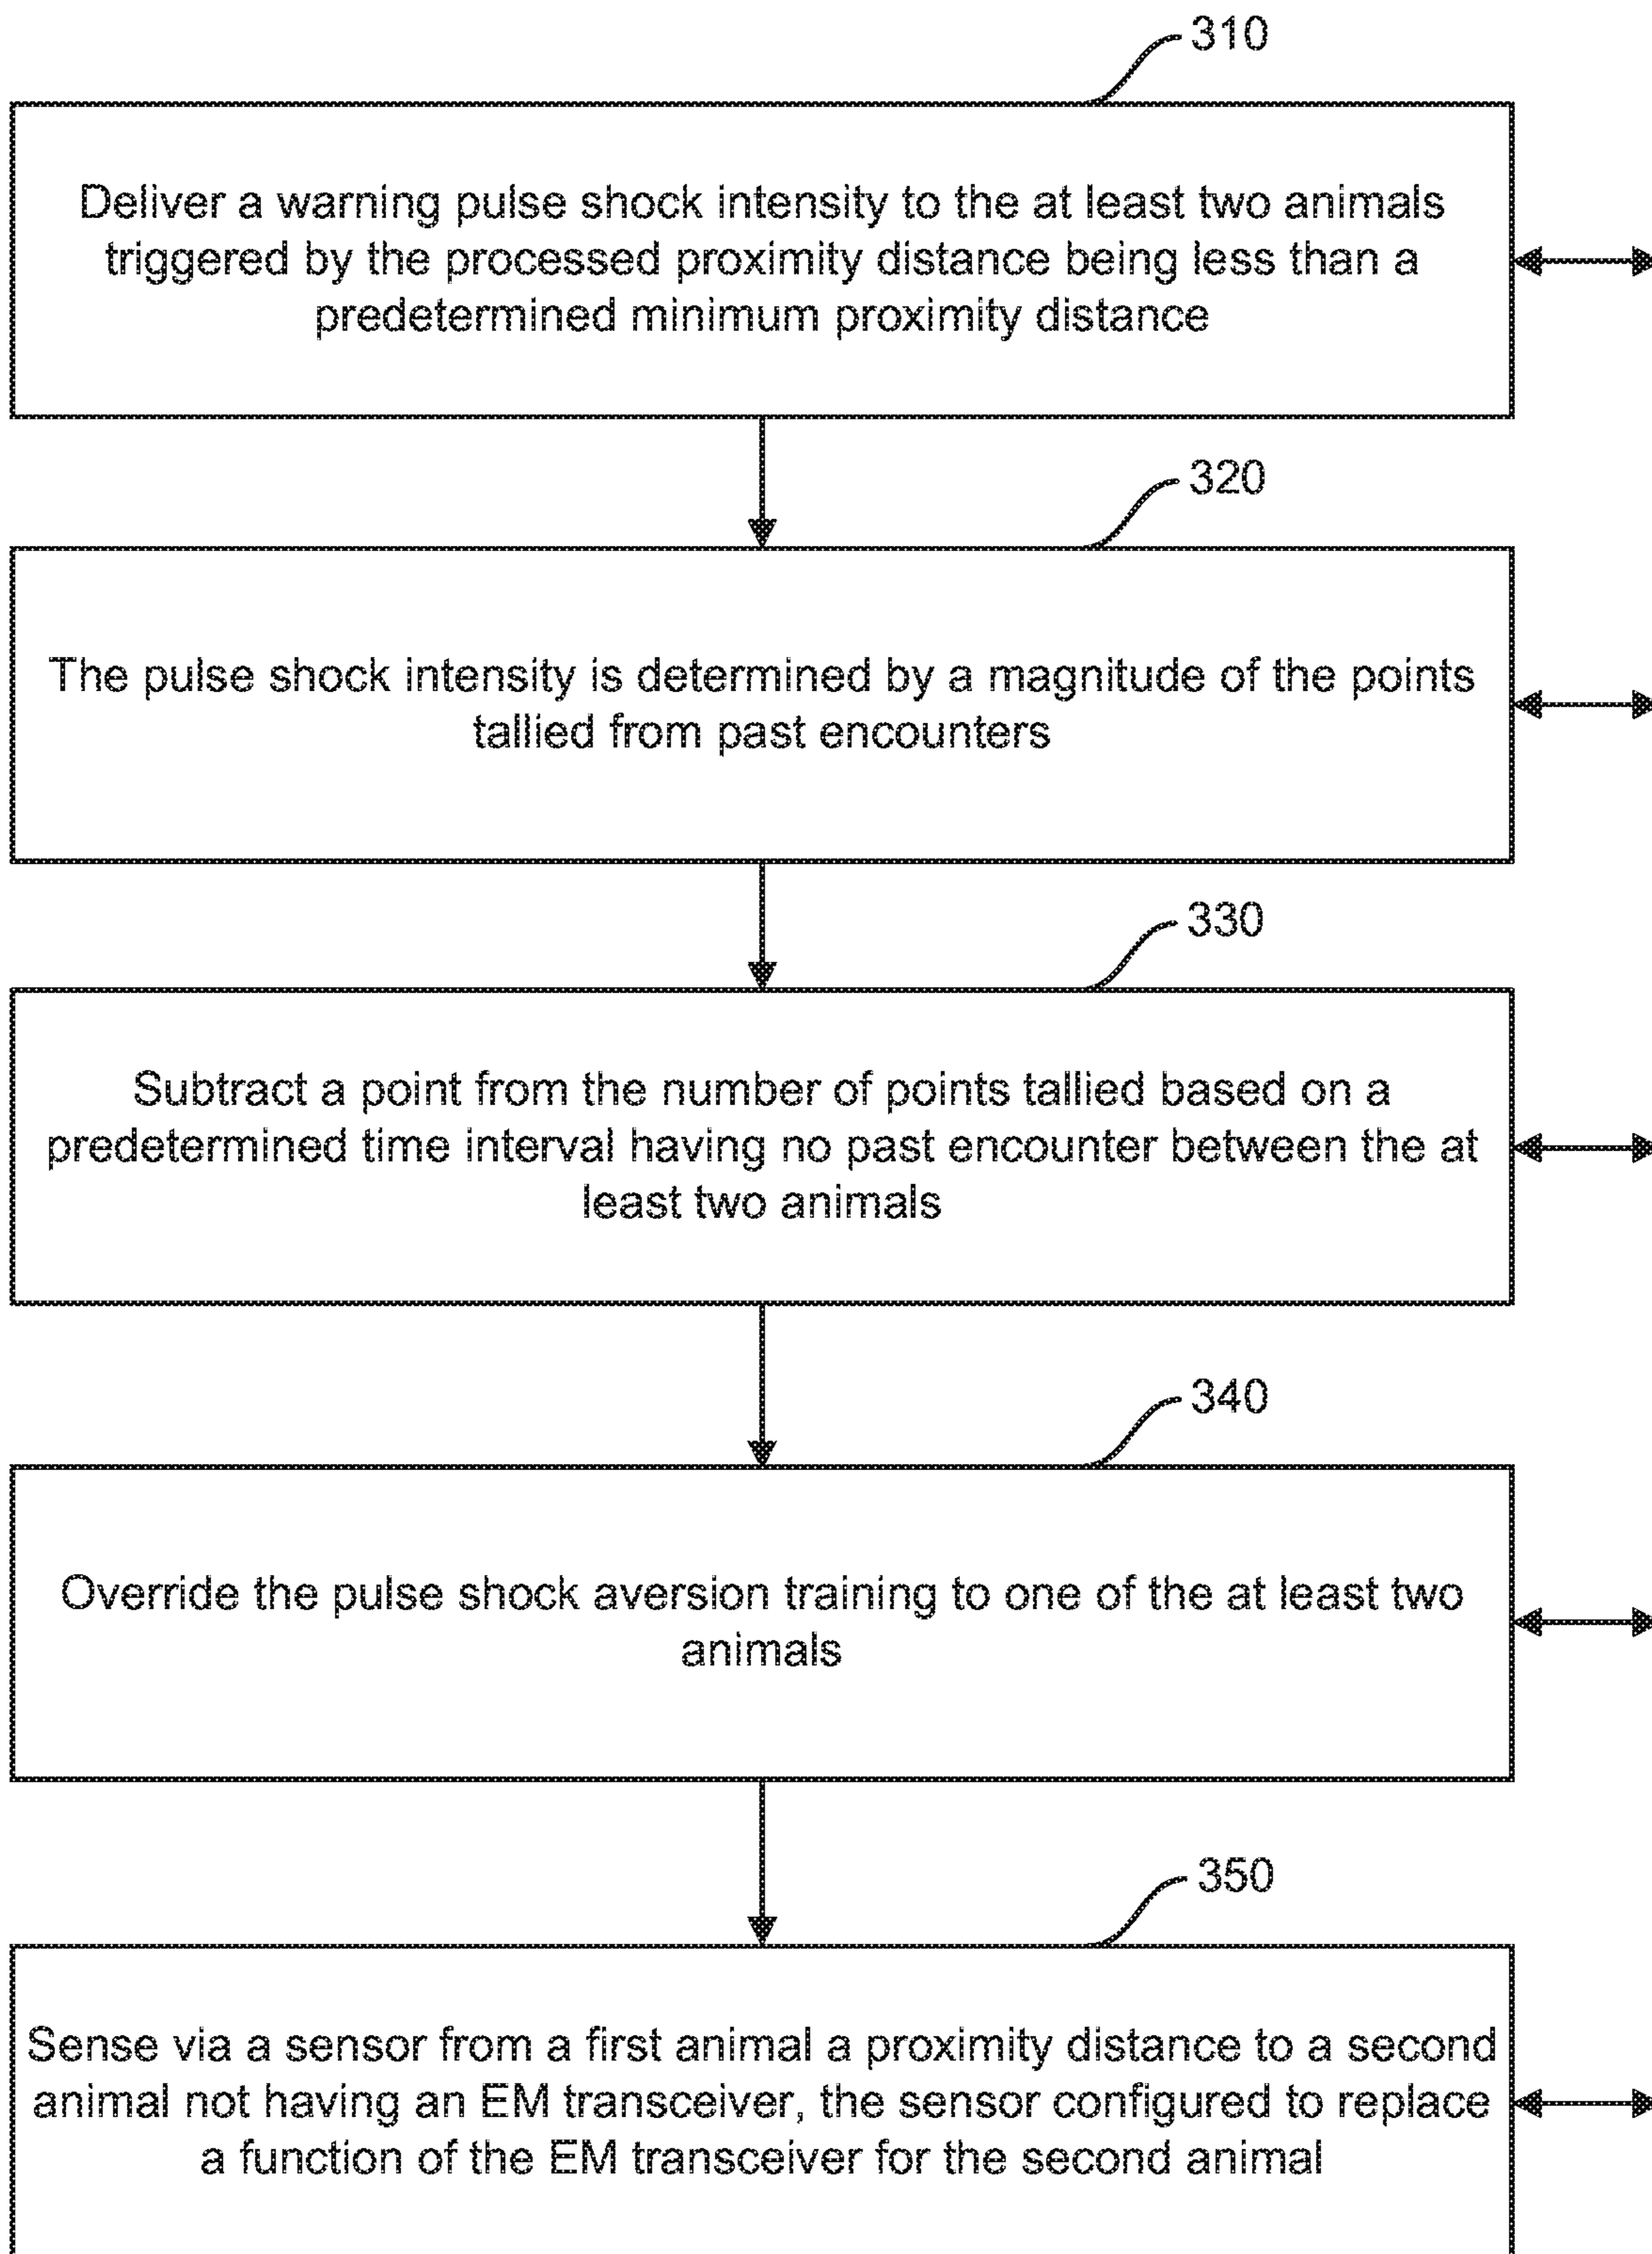 310
Deliver a warning pulse shock intensity to the at least two animals
triggered by the processed proximity distance being less than a
predetermined minimum proximity distance
320
The pulse shock intensity is determined by a magnitude of the points
tallied from past encounters
330
Subtract a point from the number of points tallied based on a
predetermined time interval having no past encounter between the at
least two animals
340
Override the pulse shock aversion training to one of the at least two
animals
350
Sense via a sensor from a first animal a proximity distance to a second
animal not having an EM transceiver, the sensor configured to replace
a function of the EM transceiver for the second animal